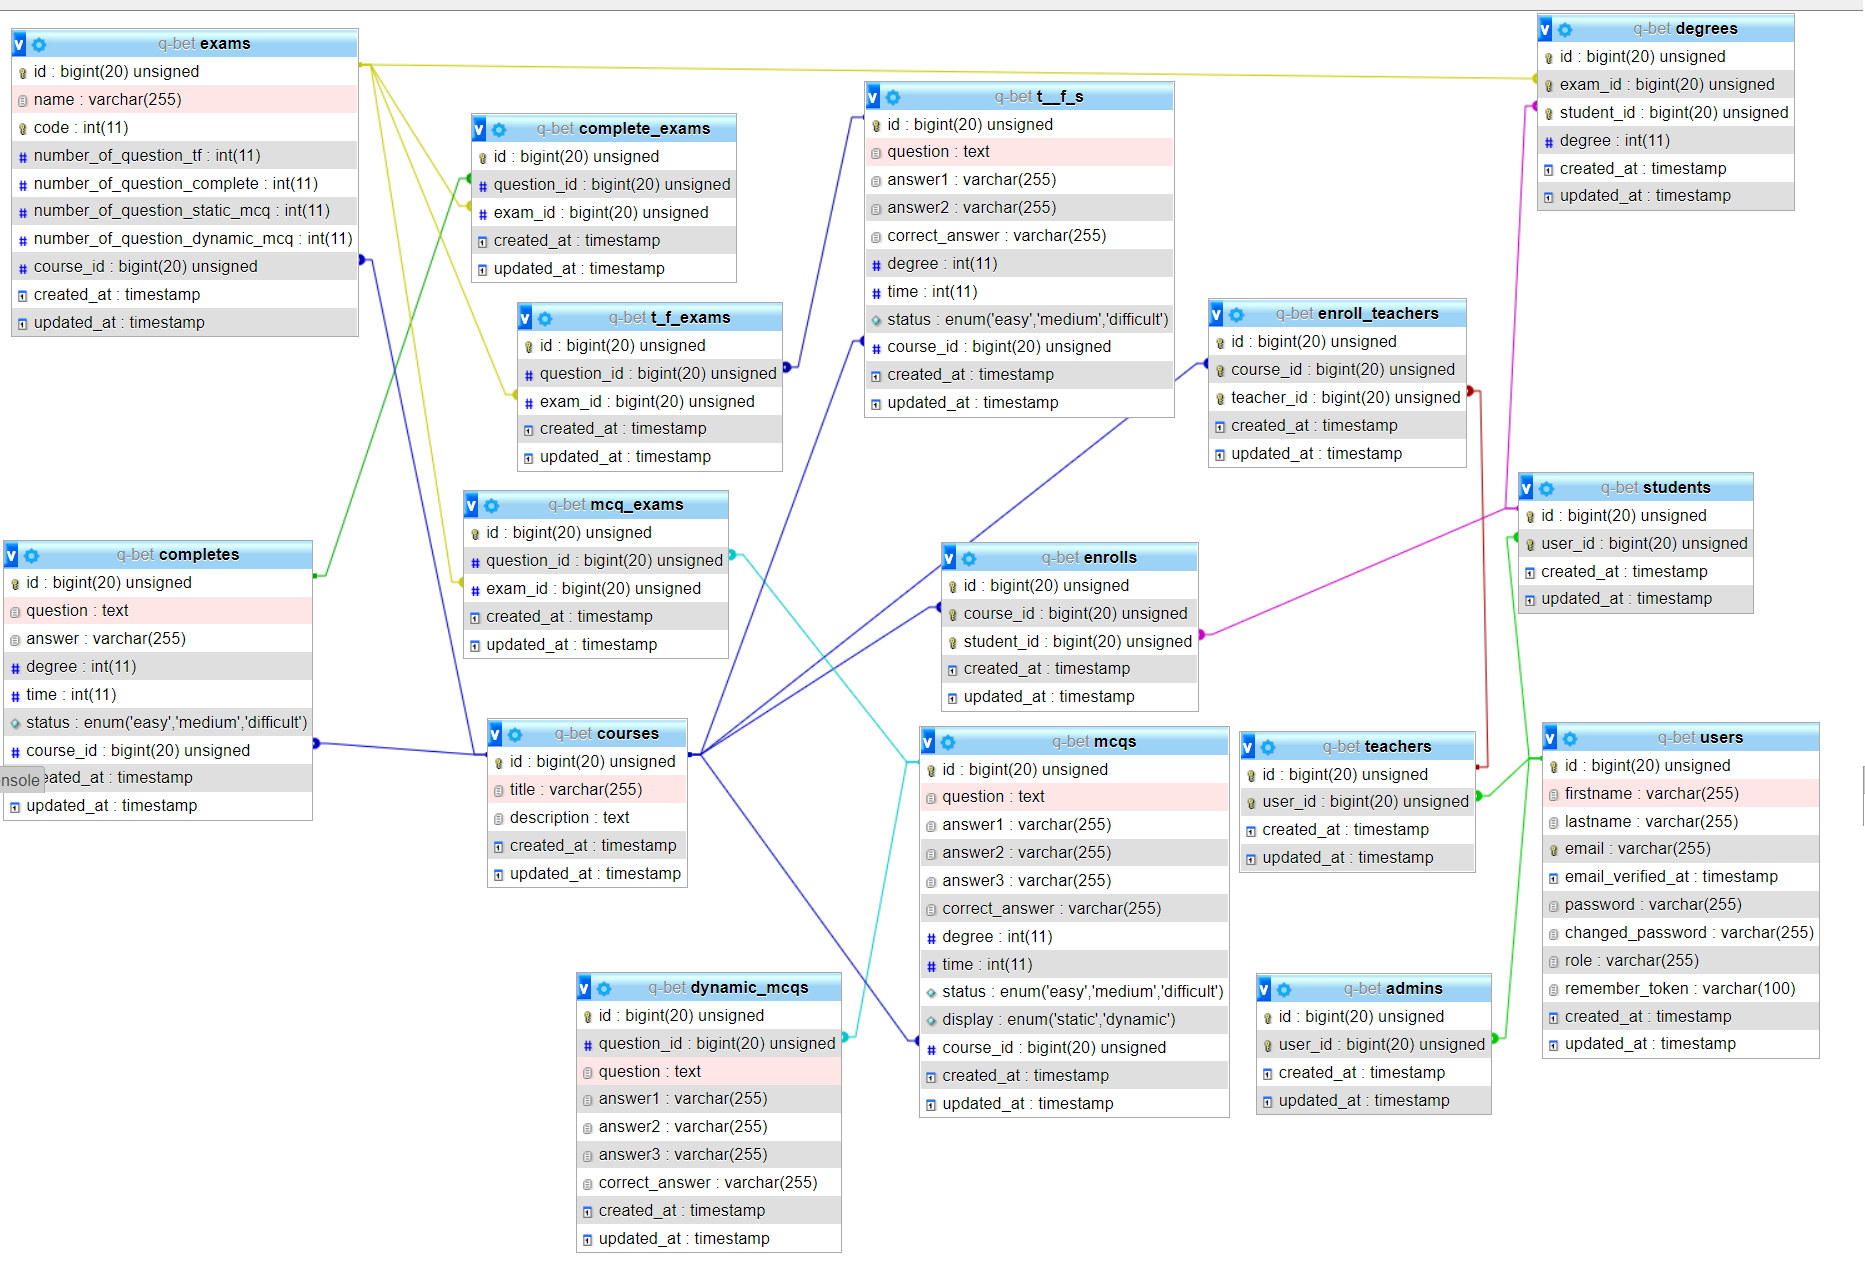 q-bet exams
id : bigint(20) unsigned
name : varchar(255)
code : int(11)
number_of_question_tf : int(11)
number_of_question_complete : int(11)
number_of_question_static_mcq : int(11)
number_of_question_dynamic_mcq : int(11)
course_id : bigint(20) unsigned
created_at : timestamp
updated_at : timestamp
q-bet complete_exams
id : bigint(20) unsigned
question_id : bigint(20) unsigned
exam_id : bigint(20) unsigned
created_at : timestamp
updated_at : timestamp
q-bet t_f_exams
id : bigint(20) unsigned
question_id : bigint(20) unsigned
exam_id : bigint(20) unsigned
created_at : timestamp
updated_at : timestamp
q-bet mcq_exams
id : bigint(20) unsigned
question_id : bigint(20) unsigned
exam_id : bigint(20) unsigned
created_at : timestamp
updated_at : timestamp
q-bet completes
id : bigint(20) unsigned
question : text
answer : varchar(255)
degree : int(11)
time : int(11)
status : enum('easy','medium','difficult')
course_id : bigint(20) unsigned
nsole
eated_at : timestamp
updated_at : timestamp
q-bet courses
id : bigint(20) unsigned
title : varchar(255)
description : text
created_at : timestamp
updated_at : timestamp
q-bet dynamic_mcqs
id : bigint(20) unsigned
question_id : bigint(20) unsigned
question : text
answer1 : varchar(255)
answer2 : varchar(255)
answer3 : varchar(255)
correct_answer : varchar(255)
created_at : timestamp
updated_at : timestamp
q-bet t__f_s
id : bigint(20) unsigned
question : text
answer1 : varchar(255)
answer2 : varchar(255)
correct_answer : varchar(255)
degree : int(11)
time : int(11)
status : enum('easy','medium','difficult')
course_id : bigint(20) unsigned
created_at : timestamp
updated_at : timestamp
q-bet enrolls
id : bigint(20) unsigned
course_id : bigint(20) unsigned
student_id : bigint(20) unsigned
created_at : timestamp
updated_at : timestamp
q-bet mcqs
id : bigint(20) unsigned
question : text
answer1 : varchar(255)
answer2 : varchar(255)
answer3 : varchar(255)
correct_answer : varchar(255)
degree : int(11)
time : int(11)
status : enum('easy','medium','difficult')
display : enum('static','dynamic')
course_id : bigint(20) unsigned
created_at : timestamp
updated_at : timestamp
q-bet enroll_teachers
id : bigint(20) unsigned
course_id : bigint(20) unsigned
teacher_id : bigint(20) unsigned
created_at : timestamp
updated_at : timestamp
q-bet teachers
id : bigint(20) unsigned
user_id : bigint(20) unsigned
created_at : timestamp
updated_at : timestamp
q-bet admins
id : bigint(20) unsigned
user_id : bigint(20) unsigned
created_at : timestamp
updated_at : timestamp
q-bet degrees
id : bigint(20) unsigned
exam_id : bigint(20) unsigned
student_id : bigint(20) unsigned
degree : int(11)
created_at : timestamp
updated_at : timestamp
q-bet students
id : bigint(20) unsigned
user_id : bigint(20) unsigned
created_at : timestamp
updated_at : timestamp
q-bet users
id : bigint(20) unsigned
firstname : varchar(255)
lastname : varchar(255)
email : varchar(255)
email_verified_at : timestamp
password : varchar(255)
changed_password : varchar(255)
role : varchar(255)
remember_token : varchar(100)
created_at : timestamp
updated_at : timestamp